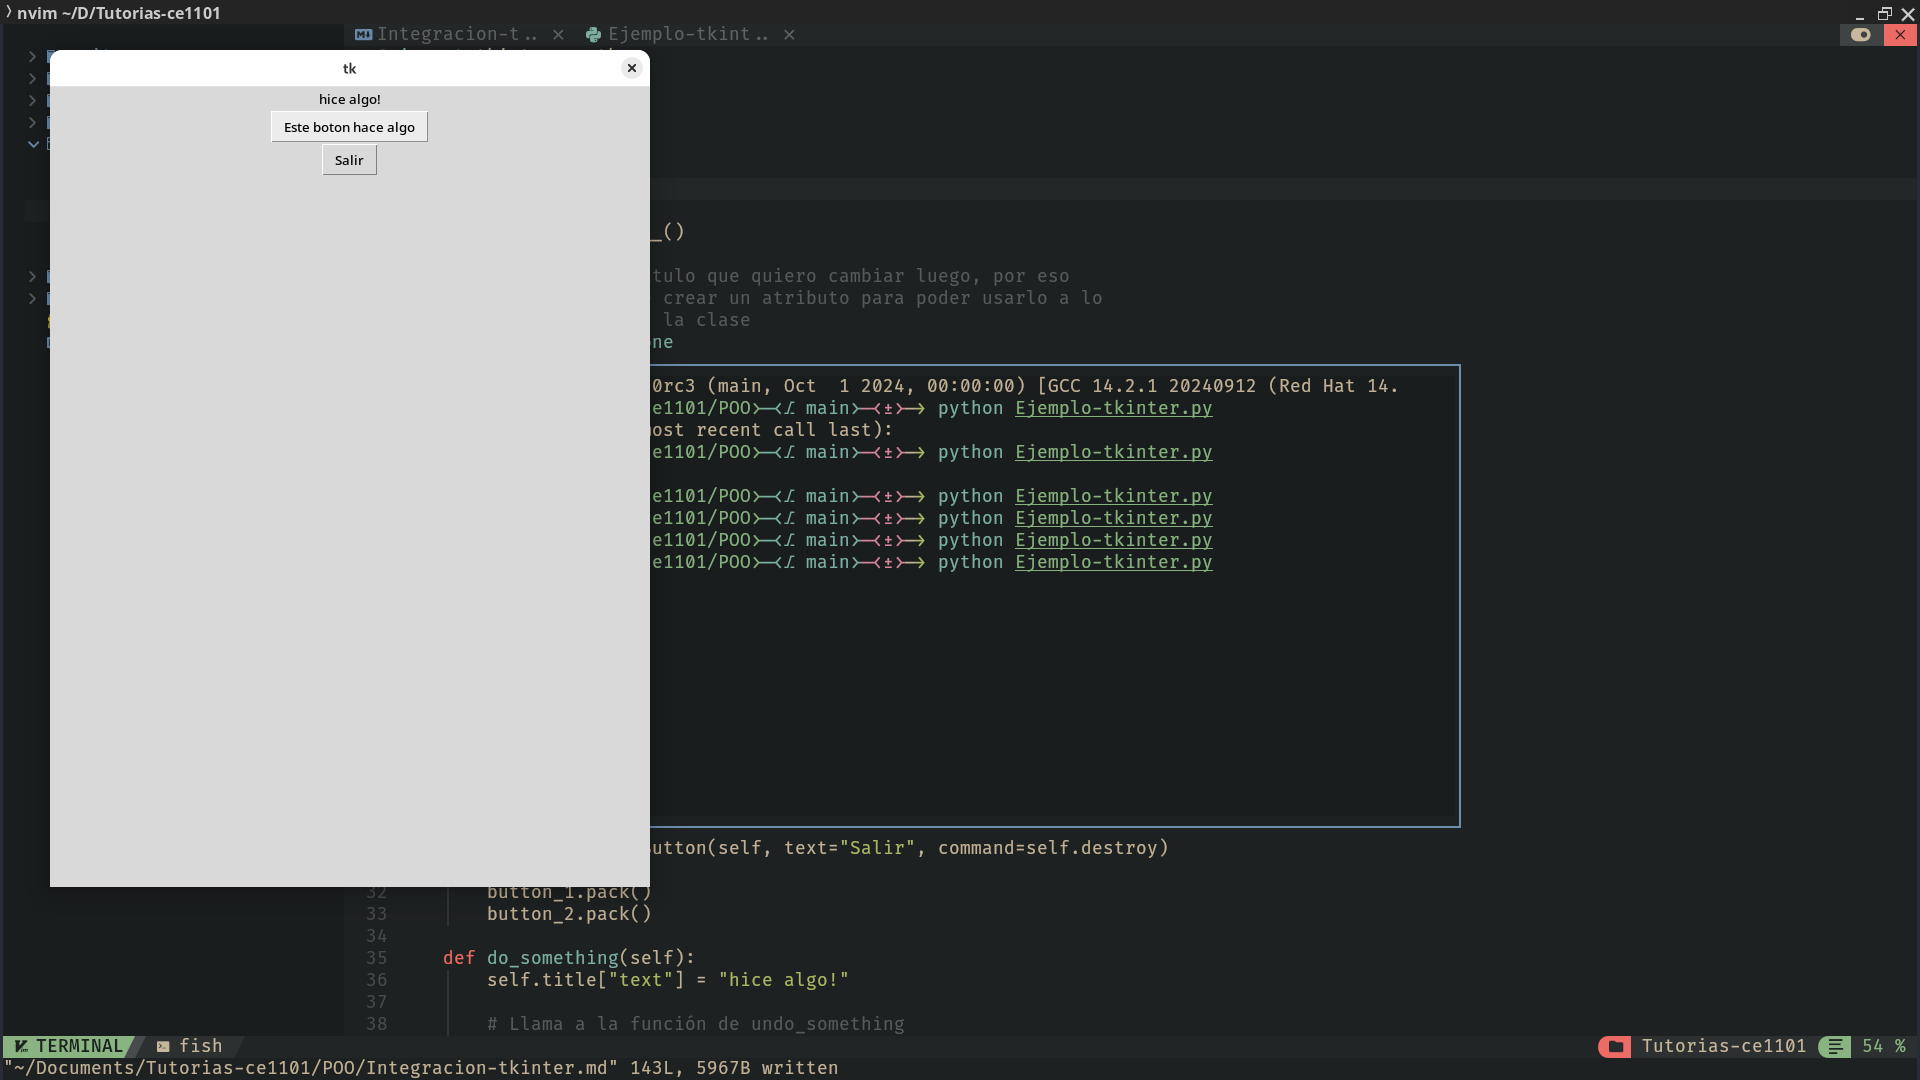 nvim ~/D/Tutorias-ce1101
Integracion-t.. Ejemplo-tkint..
tk
hice algo!
Este boton hace algo
Salir
_()
tulo que quiero cambiar luego, por eso
crear un atributo para poder usarlo a lo
la clase
ne
0rc3 (main, Oct  1 2024, 00:00:00) [GCC 14.2.1 20240912 (Red Hat 14.
e1101/POO main ± python Ejemplo-tkinter.py
ost recent call last):
e1101/POO main ± python Ejemplo-tkinter.py
e1101/POO main ± python Ejemplo-tkinter.py
e1101/POO main ± python Ejemplo-tkinter.py
e1101/POO main ± python Ejemplo-tkinter.py
e1101/POO main ± python Ejemplo-tkinter.py
utton(self, text="Salir", command=self.destroy)
32 button_1.pack()
33 button_2.pack()
34
35 def do_something(self):
36 self.title["text"] = "hice algo!"
37
38 # Llama a la función de undo_something
TERMINAL fish Tutorias-ce1101 54 %
"~/Documents/Tutorias-ce1101/POO/Integracion-tkinter.md" 143L, 5967B written